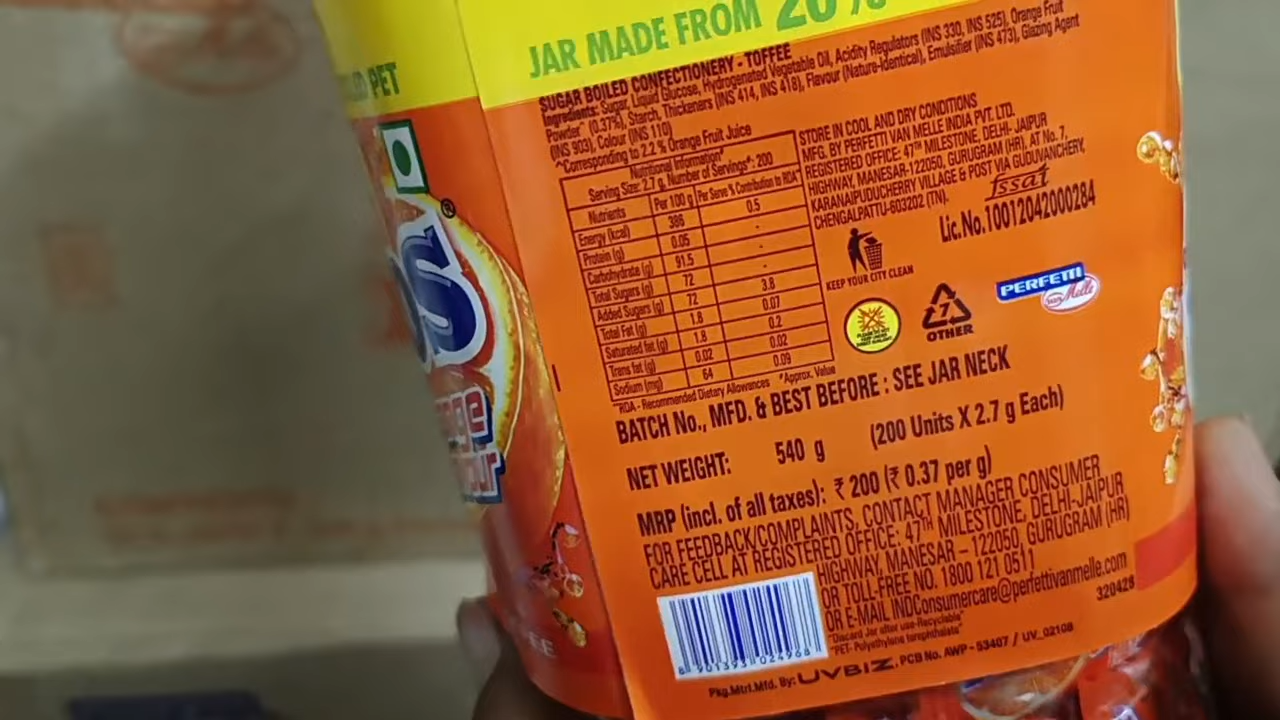 JAR MADE FROM 20%
PET
SUGAR BOILED CONFECTIONERY - TOFFEE
Ingredients: Sugar, Liquid Glucose, Hydrogenated Vegetable Oil, Acidity Regulators (INS 330, INS 525), Orange Fruit
Powder^ (0.37%), Starch, Thickeners (INS 414, INS 418), Flavour (Nature-Identical), Emulsifier (INS 473), Glazing Agent
(INS 903), Colour (INS 110)
^Corresponding to 2.2 % Orange Fruit Juice
Nutritional Information*
Serving Size: 2.7 g, Number of Servings#: 200
Nutrients Per 100 g Per Serve % Contribution to RDA**
Energy (kcal) 386 0.5
Protein (g) 0.05 -
Carbohydrate (g) 91.5 -
Total Sugars (g) 72 -
Added Sugars (g) 72 3.8
Total Fat (g) 1.8 0.07
Saturated fat (g) 1.8 0.2
Trans fat (g) 0.02 0.02
Sodium (mg) 64 0.09
**RDA - Recommended Dietary Allowances *Approx. Value
STORE IN COOL AND DRY CONDITIONS
MFG. BY PERFETTI VAN MELLE INDIA PVT. LTD.
REGISTERED OFFICE: 47TH MILESTONE, DELHI- JAIPUR
HIGHWAY, MANESAR-122050, GURUGRAM (HR), AT No. 7,
KARANAIPUDUCHERRY VILLAGE & POST VIA GUDUVANCHERY,
CHENGALPATTU-603202 (TN).
fssai
Lic. No. 10012042000284
KEEP YOUR CITY CLEAN
7
OTHER
PERFETTI
van Melle
®
BATCH No., MFD. & BEST BEFORE : SEE JAR NECK
NET WEIGHT: 540 g (200 Units X 2.7 g Each)
MRP (incl. of all taxes): ₹ 200 (₹ 0.37 per g)
FOR FEEDBACK/COMPLAINTS, CONTACT MANAGER CONSUMER
CARE CELL AT REGISTERED OFFICE: 47TH MILESTONE, DELHI-JAIPUR
HIGHWAY, MANESAR – 122050, GURUGRAM (HR)
OR TOLL-FREE NO. 1800 121 0511
OR E-MAIL INDConsumercare@perfettivanmelle.com
"Discard Jar after use-Recyclable"
"PET- Polyethylene terephthalate"
320428
8 901393 024968
Pkg.Mtrl.Mfd. By: UVBIZ, PCB No. AWP - 53407 / UV_02108